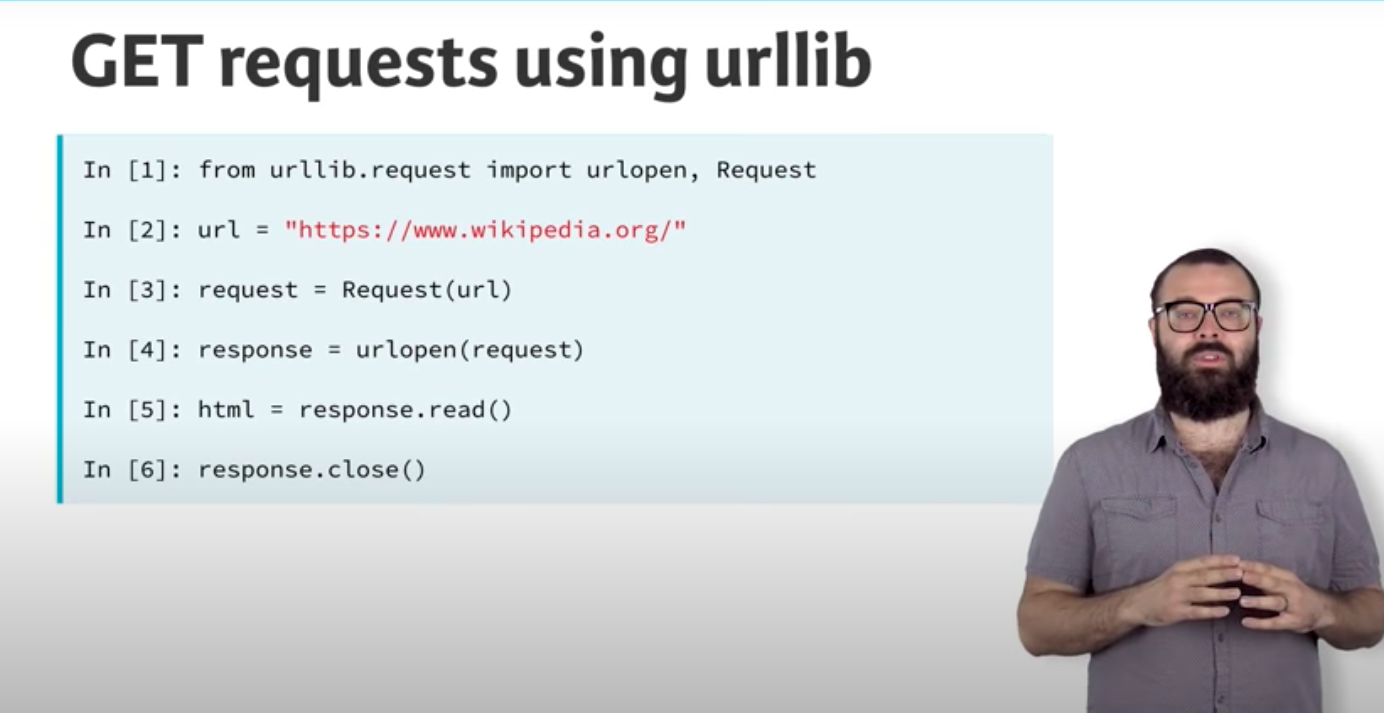 GET requests using urllib
In [1]: from urllib.request import urlopen, Request
In [2]: url = "https://www.wikipedia.org/"
In [3]: request = Request(url)
In [4]: response = urlopen(request)
In [5]: html = response.read()
In [6]: response.close()